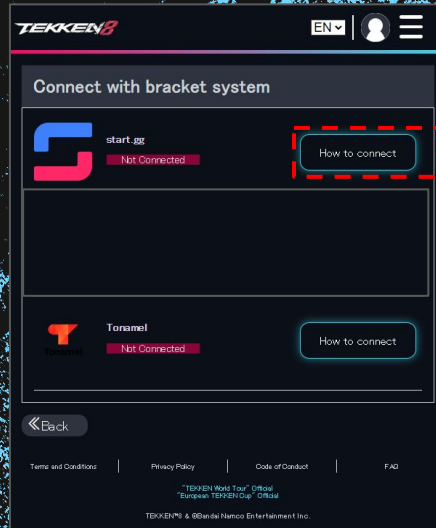 TEKKEN8
EN
Connect with bracket system
start.gg
Not Connected
How to connect
Tonamel
Tonamel
Not Connected
How to connect
≪Back
Terms and Conditions | Privacy Policy | Code of Conduct | FAQ
"TEKKEN World Tour" Official
"European TEKKEN Cup" Official
TEKKEN™8 & ©Bandai Namco Entertainment Inc.